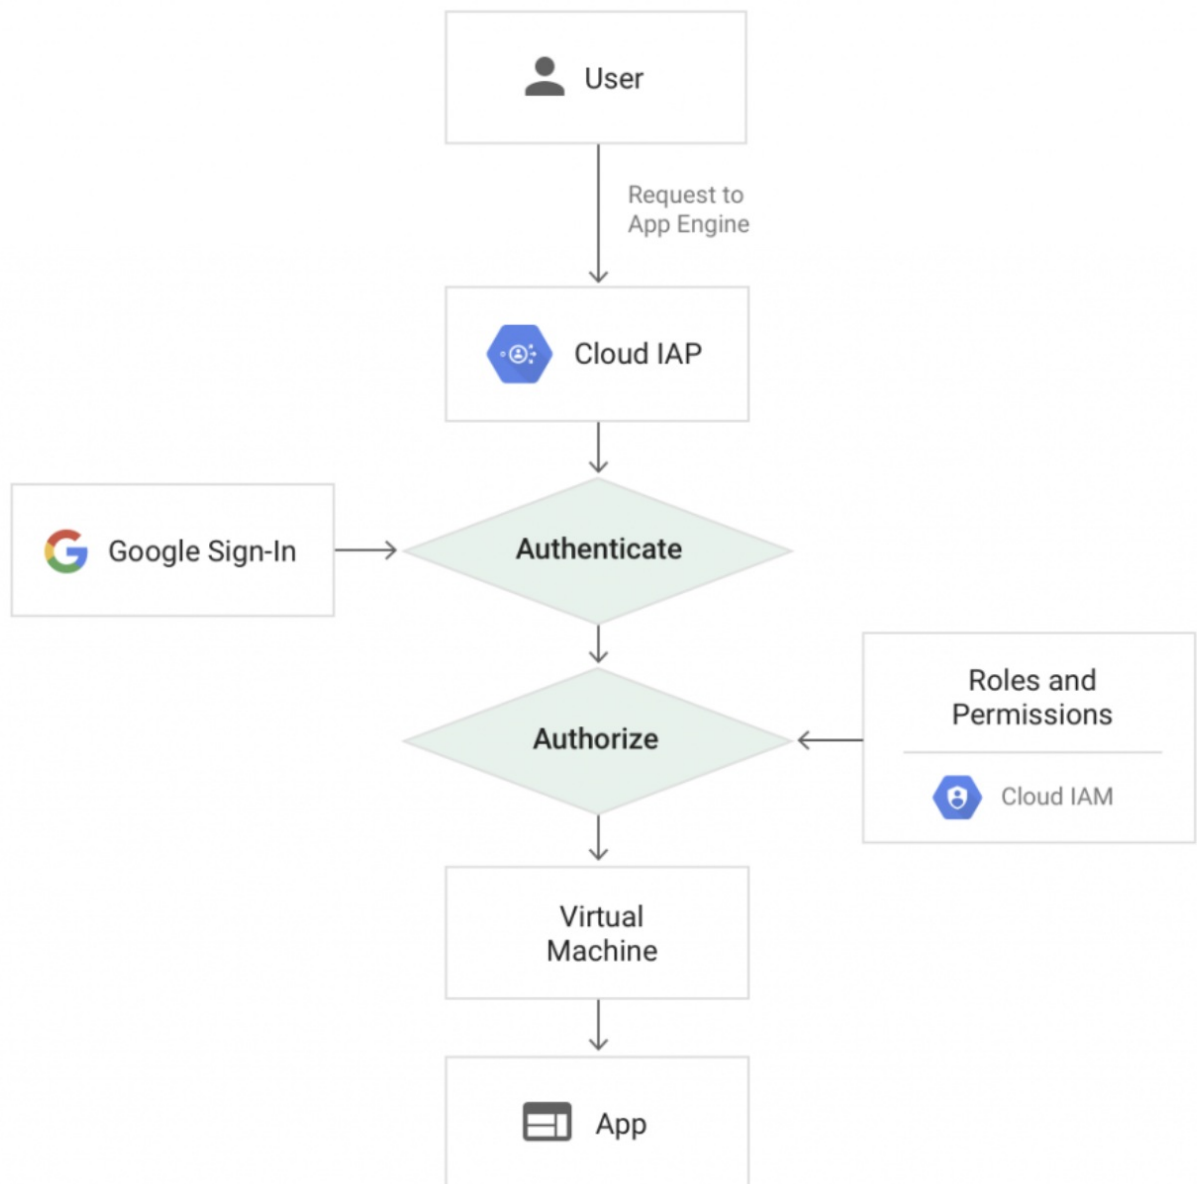 User
Request to
App Engine
Cloud IAP
Google Sign-In
Authenticate
Authorize
Roles and
Permissions
Cloud IAM
Virtual
Machine
App